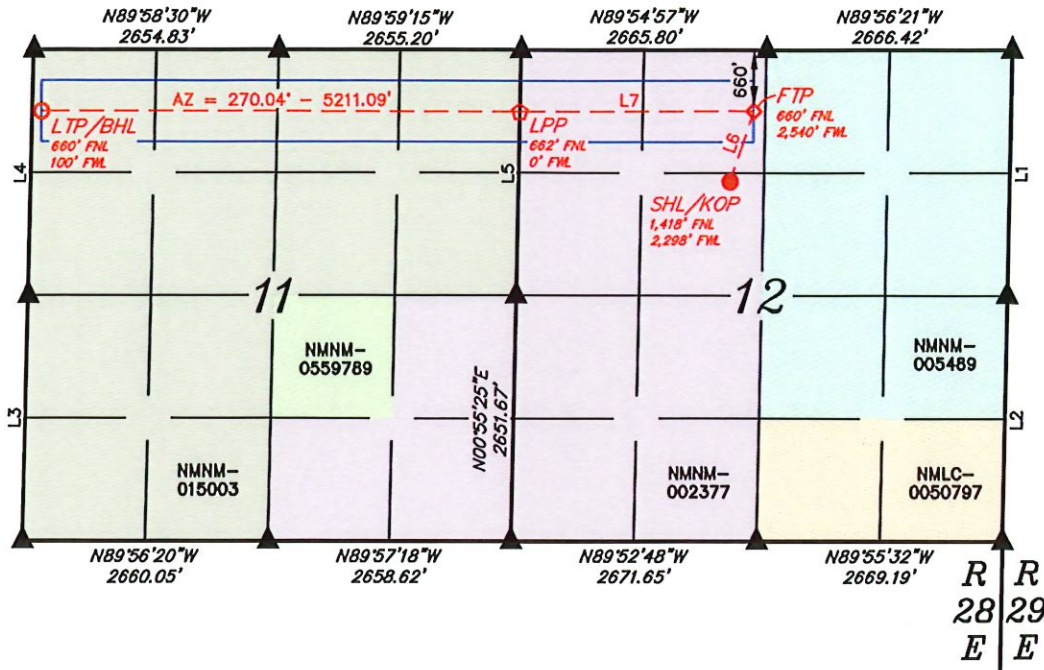 N89°58'30"W
2654.83'
N89°59'15"W
2655.20'
N89°54'57"W
2665.80'
N89°56'21"W
2666.42'
660'
AZ = 270.04° - 5211.09'
L7
FTP
660' FNL
2,540' FWL
LTP/BHL
660' FNL
100' FWL
LPP
662' FNL
0' FWL
L6
L4
L5
L1
SHL/KOP
1,418' FNL
2,298' FWL
11
12
NMNM-
0559789
NMNM-
005489
N00°55'25"E
2651.67'
L3
L2
NMNM-
015003
NMNM-
002377
NMLC-
0050797
N89°56'20"W
2660.05'
N89°57'18"W
2658.62'
N89°52'48"W
2671.65'
N89°55'32"W
2669.19'
R R
28 29
E E